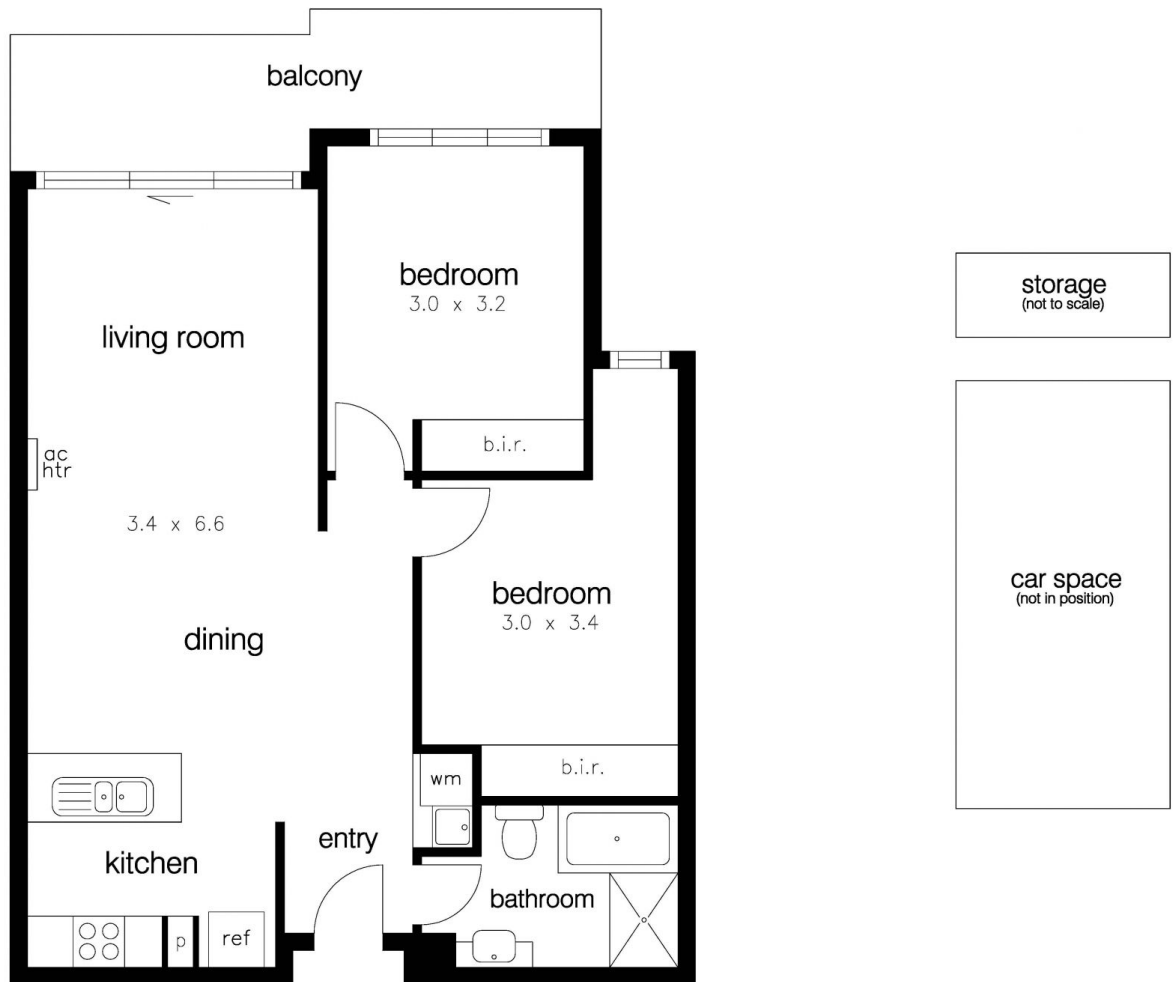 balcony
bedroom
3.0 x 3.2
living room
storage
(not to scale)
b.i.r.
ac
htr
3.4 x 6.6
bedroom
3.0 x 3.4
car space
(not in position)
dining
wm
b.i.r.
entry
kitchen
bathroom
p
ref